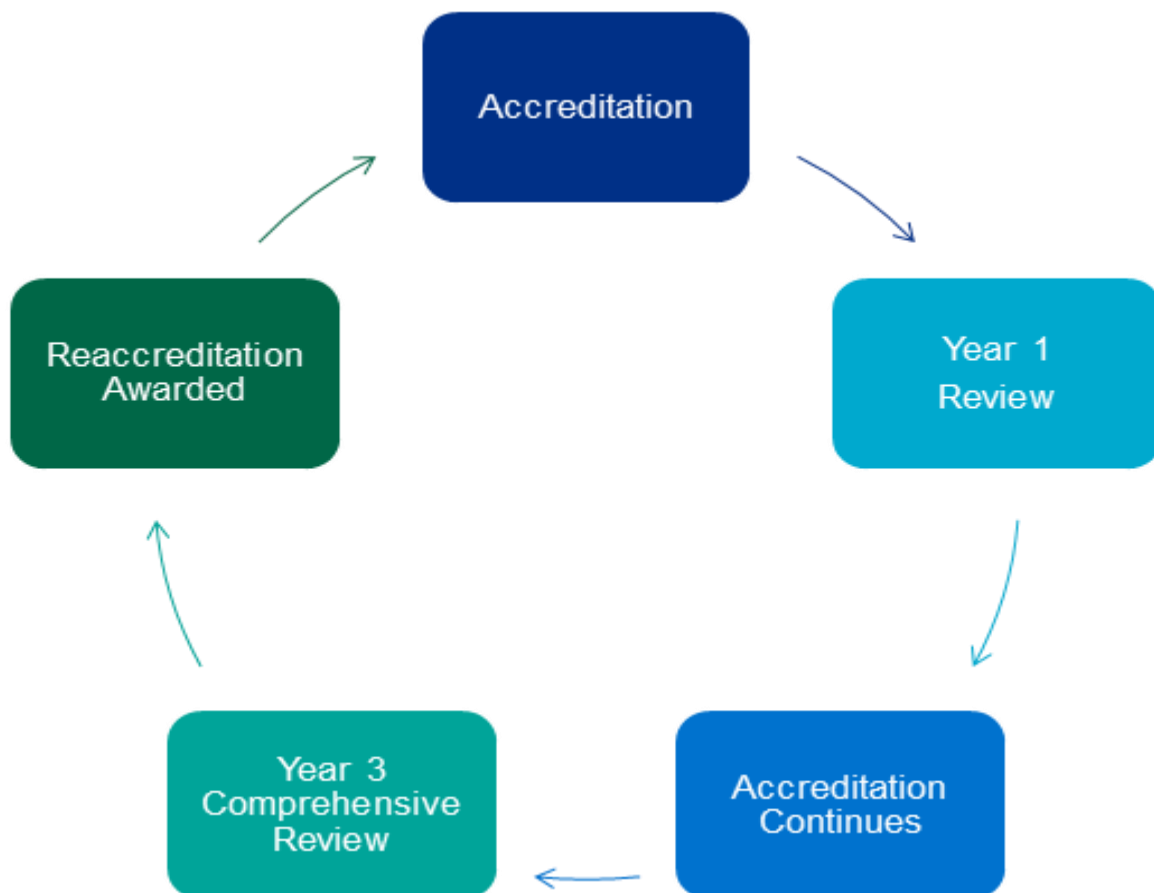 Accreditation
Year 1
Review
Accreditation
Continues
Year 3
Comprehensive
Review
Reaccreditation
Awarded